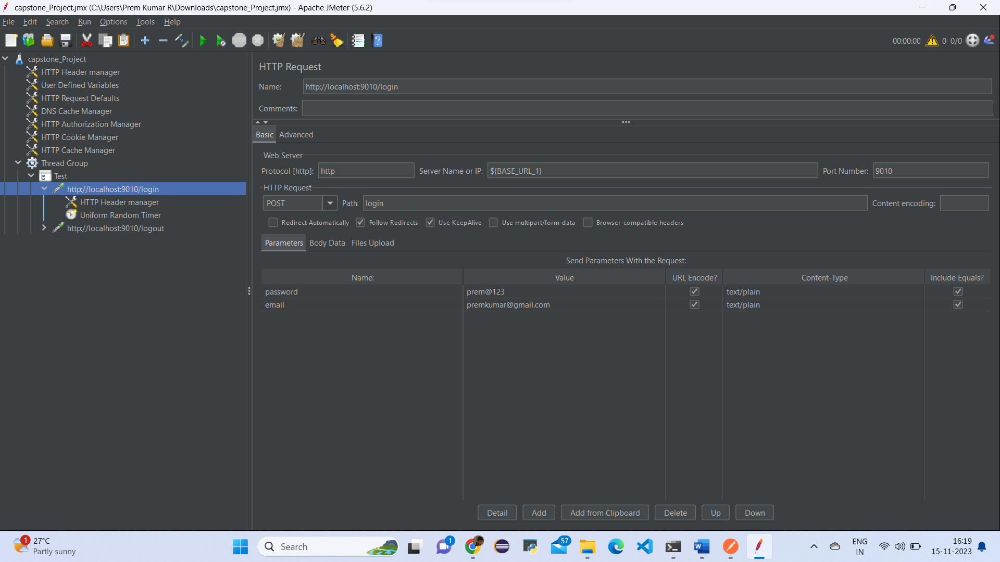 capstone_Project.jmx (C:\Users\Prem Kumar R\Downloads\capstone_Project.jmx) - Apache JMeter (5.6.2)
File Edit Search Run Options Tools Help
STOP ? 00:00:00 0 0/0
capstone_Project
HTTP Header manager
User Defined Variables
HTTP Request Defaults
DNS Cache Manager
HTTP Authorization Manager
HTTP Cookie Manager
HTTP Cache Manager
Thread Group
Test
http://localhost:9010/login
HTTP Header manager
Uniform Random Timer
http://localhost:9010/logout
HTTP Request
Name: http://localhost:9010/login
Comments:
Basic Advanced
Web Server
Protocol [http]: http Server Name or IP: ${BASE_URL_1} Port Number: 9010
HTTP Request
POST Path: login Content encoding:
Redirect Automatically Follow Redirects Use KeepAlive Use multipart/form-data Browser-compatible headers
Parameters Body Data Files Upload
Send Parameters With the Request:
Name: Value URL Encode? Content-Type Include Equals?
password prem@123 text/plain
email premkumar@gmail.com text/plain
Detail Add Add from Clipboard Delete Up Down
1 27°C
Partly sunny
Search
1
57
ENG
IN
16:19
15-11-2023